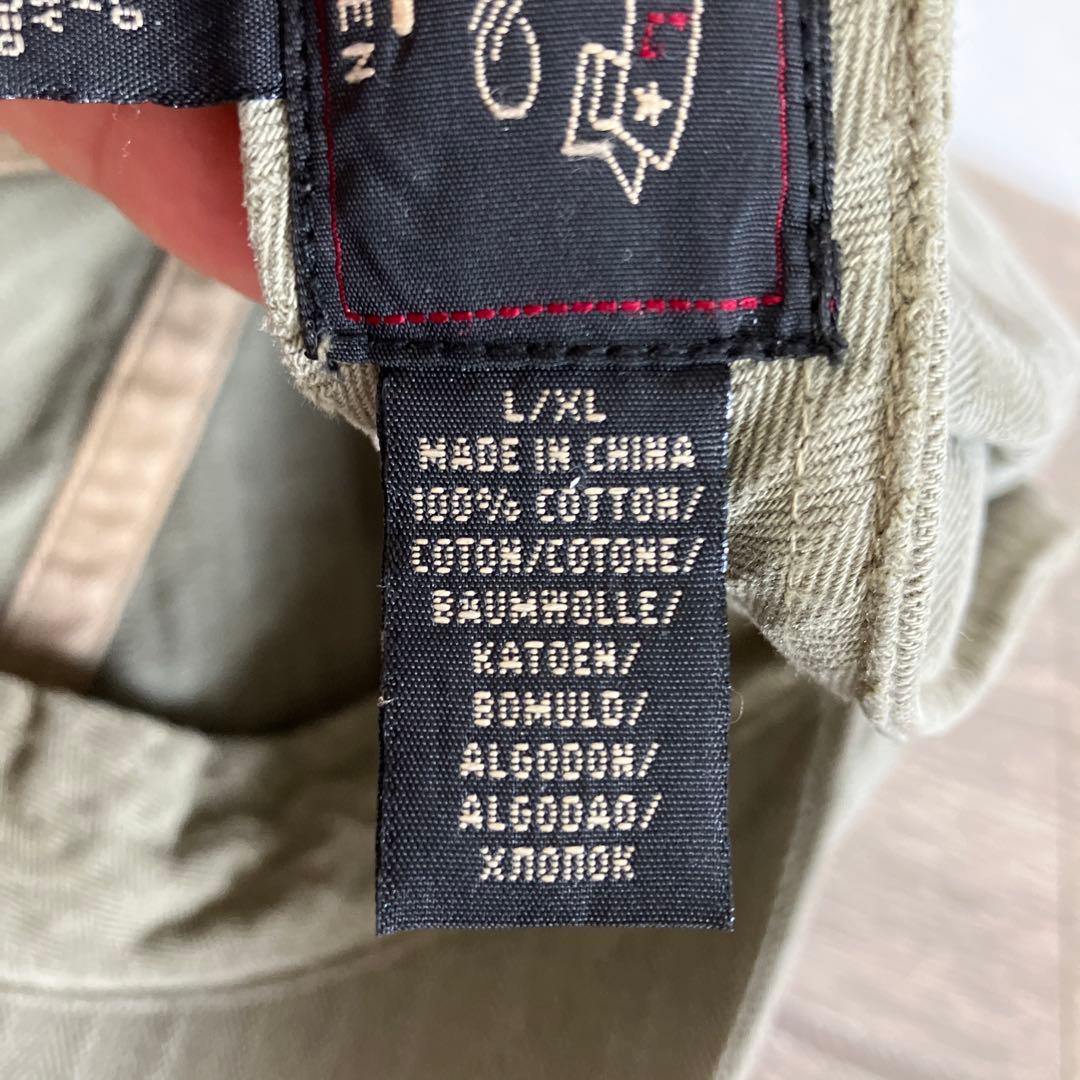 L/XL
MADE IN CHINA
100% COTTON/
COTON/COTONE/
BAUMWOLLE/
KATOEN/
BOMULD/
ALGODON/
ALGODAO/
ХЛОПОК